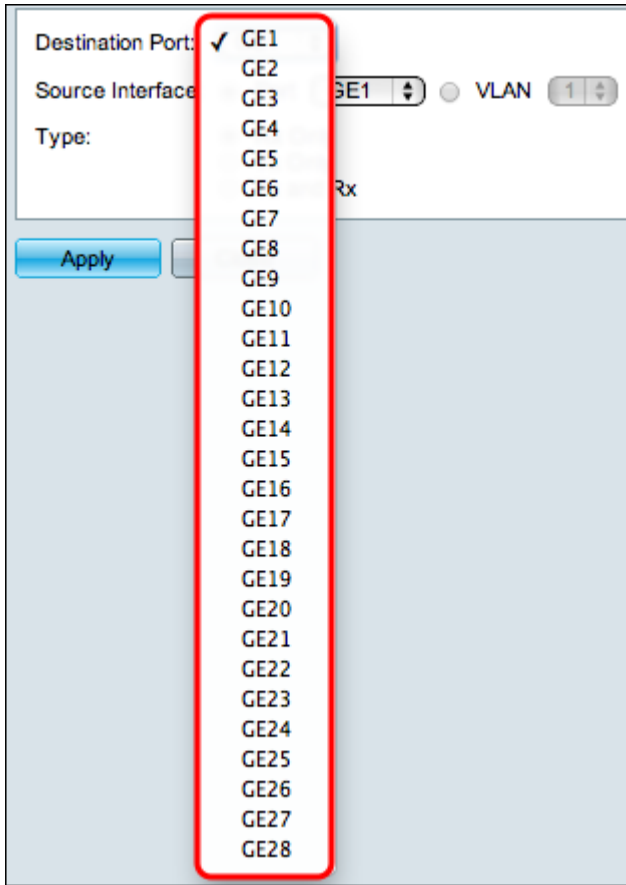 Destination Port: ✓ GE1
GE2
Source Interface GE3 GE1 VLAN 1
GE4
Type:
GE5
GE6 Rx
GE7
Apply GE8
GE9
GE10
GE11
GE12
GE13
GE14
GE15
GE16
GE17
GE18
GE19
GE20
GE21
GE22
GE23
GE24
GE25
GE26
GE27
GE28